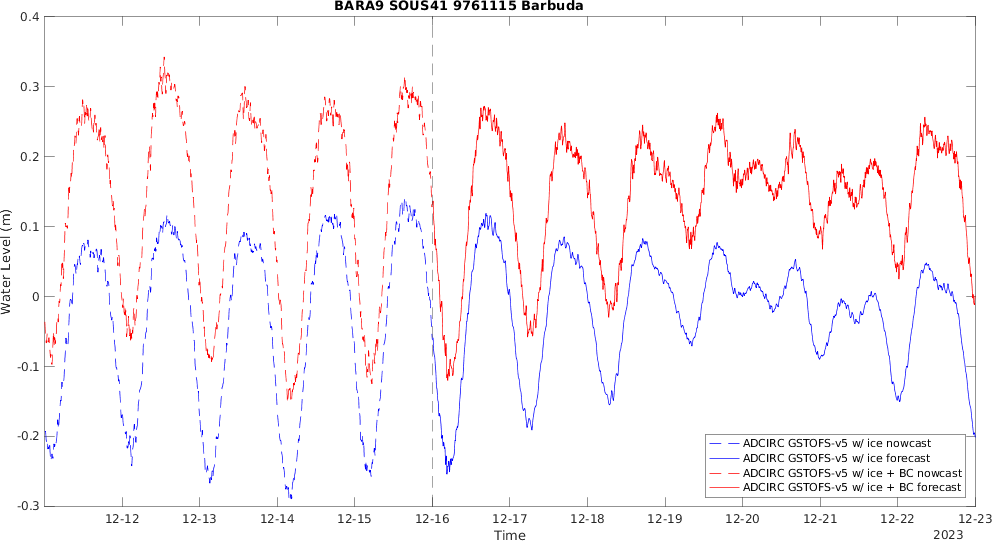 BARA9 SOUS41 9761115 Barbuda
0.4
0.3
0.2
0.1
0
-0.1
-0.2
-0.3
Water Level (m)
ADCIRC GSTOFS-v5 w/ ice nowcast
ADCIRC GSTOFS-v5 w/ ice forecast
ADCIRC GSTOFS-v5 w/ ice + BC nowcast
ADCIRC GSTOFS-v5 w/ ice + BC forecast
12-12 12-13 12-14 12-15 12-16 12-17 12-18 12-19 12-20 12-21 12-22 12-23
Time
2023